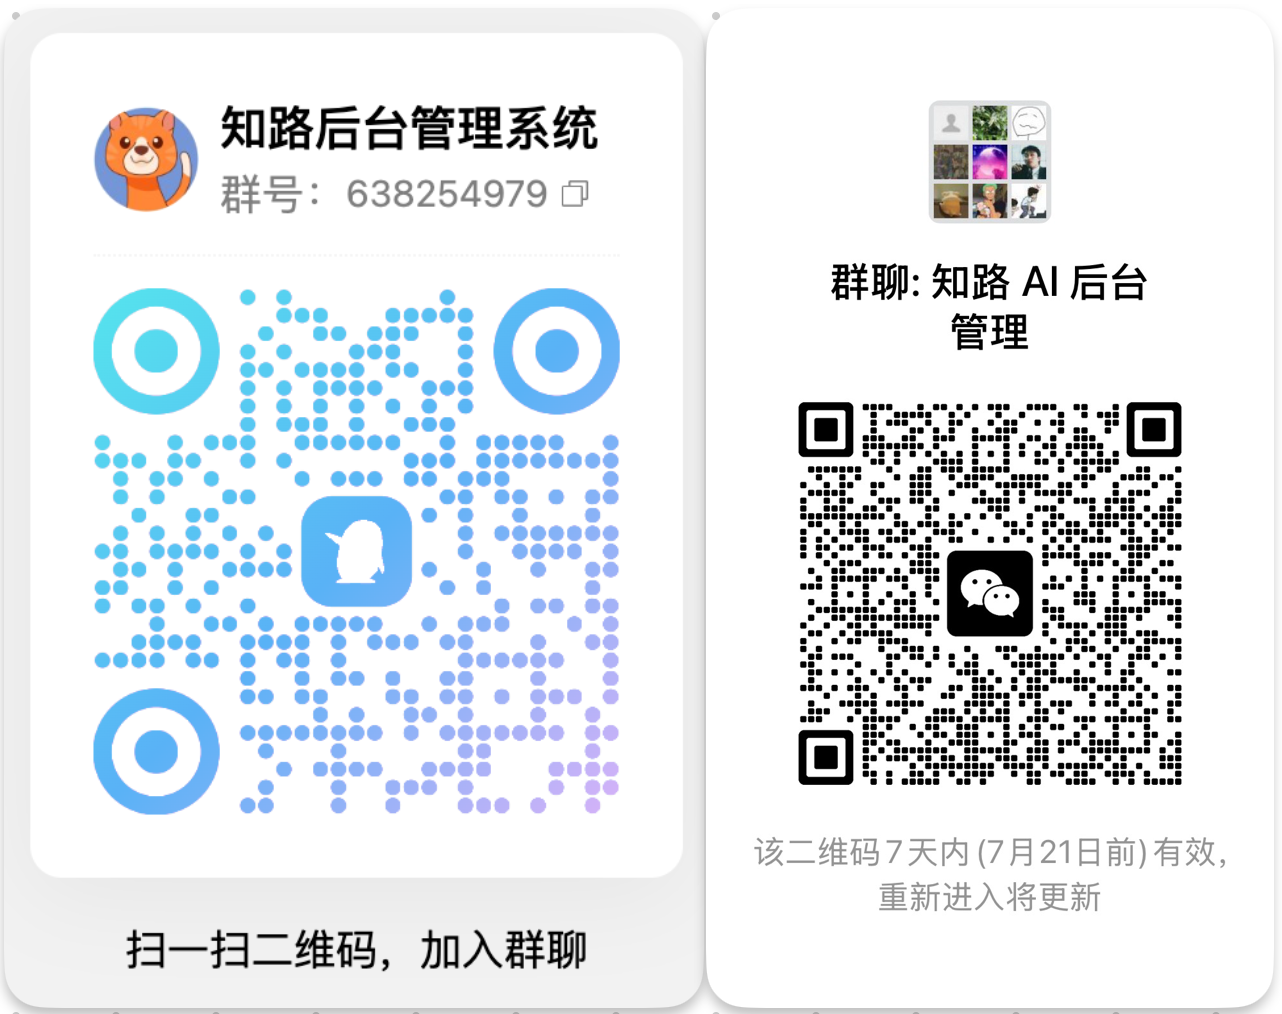 知路后台管理系统
群号：638254979
扫一扫二维码，加入群聊
群聊: 知路 AI 后台
管理
该二维码7天内(7月21日前)有效，
重新进入将更新